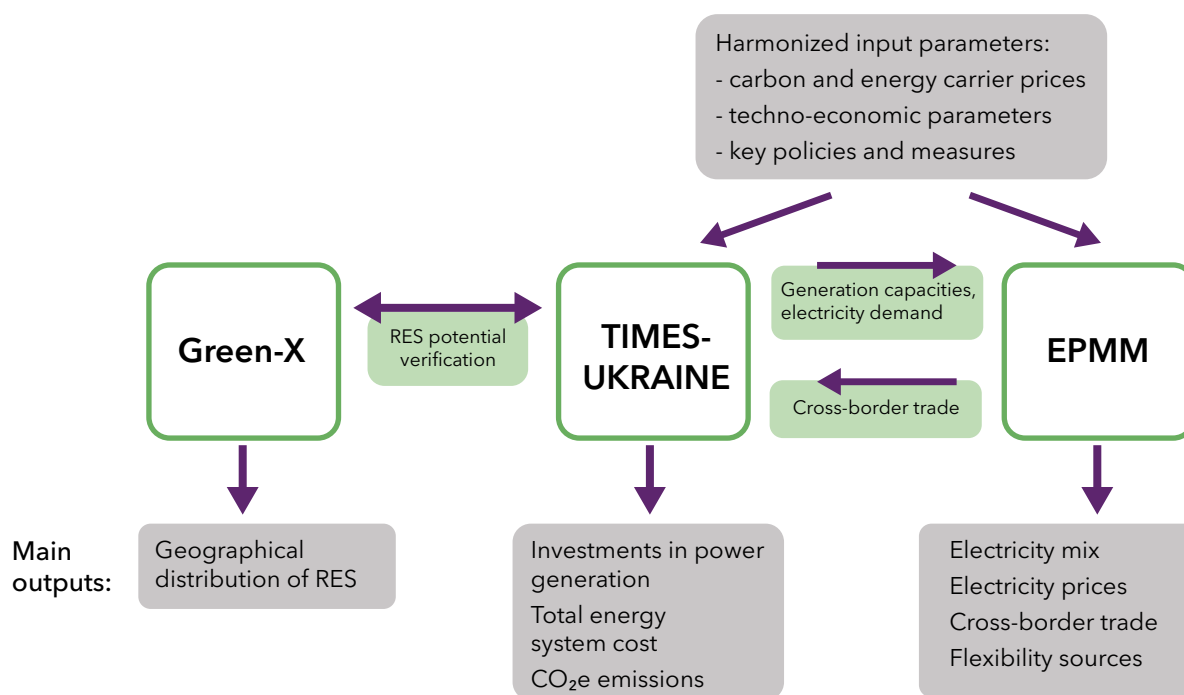 Harmonized input parameters:
- carbon and energy carrier prices
- techno-economic parameters
- key policies and measures
Green-X
RES potential
verification
TIMES-
UKRAINE
Generation capacities,
electricity demand
Cross-border trade
EPMM
Main
outputs:
Geographical
distribution of RES
Investments in power
generation
Total energy
system cost
CO₂e emissions
Electricity mix
Electricity prices
Cross-border trade
Flexibility sources